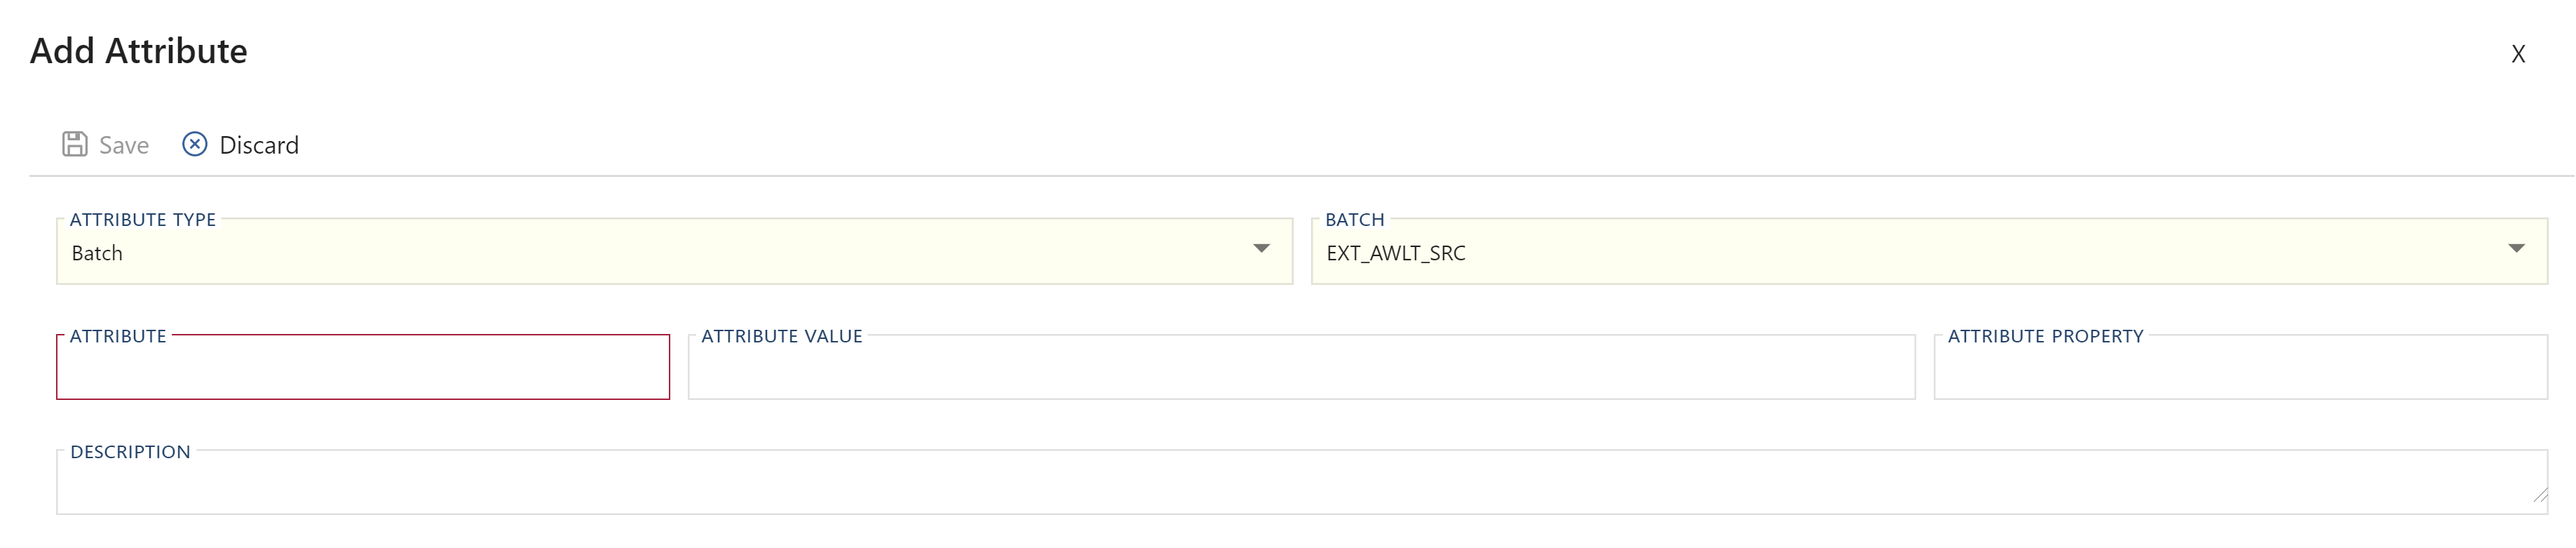 Add Attribute
X
Save Discard
ATTRIBUTE TYPE
Batch
BATCH
EXT_AWLT_SRC
ATTRIBUTE
ATTRIBUTE VALUE
ATTRIBUTE PROPERTY
DESCRIPTION